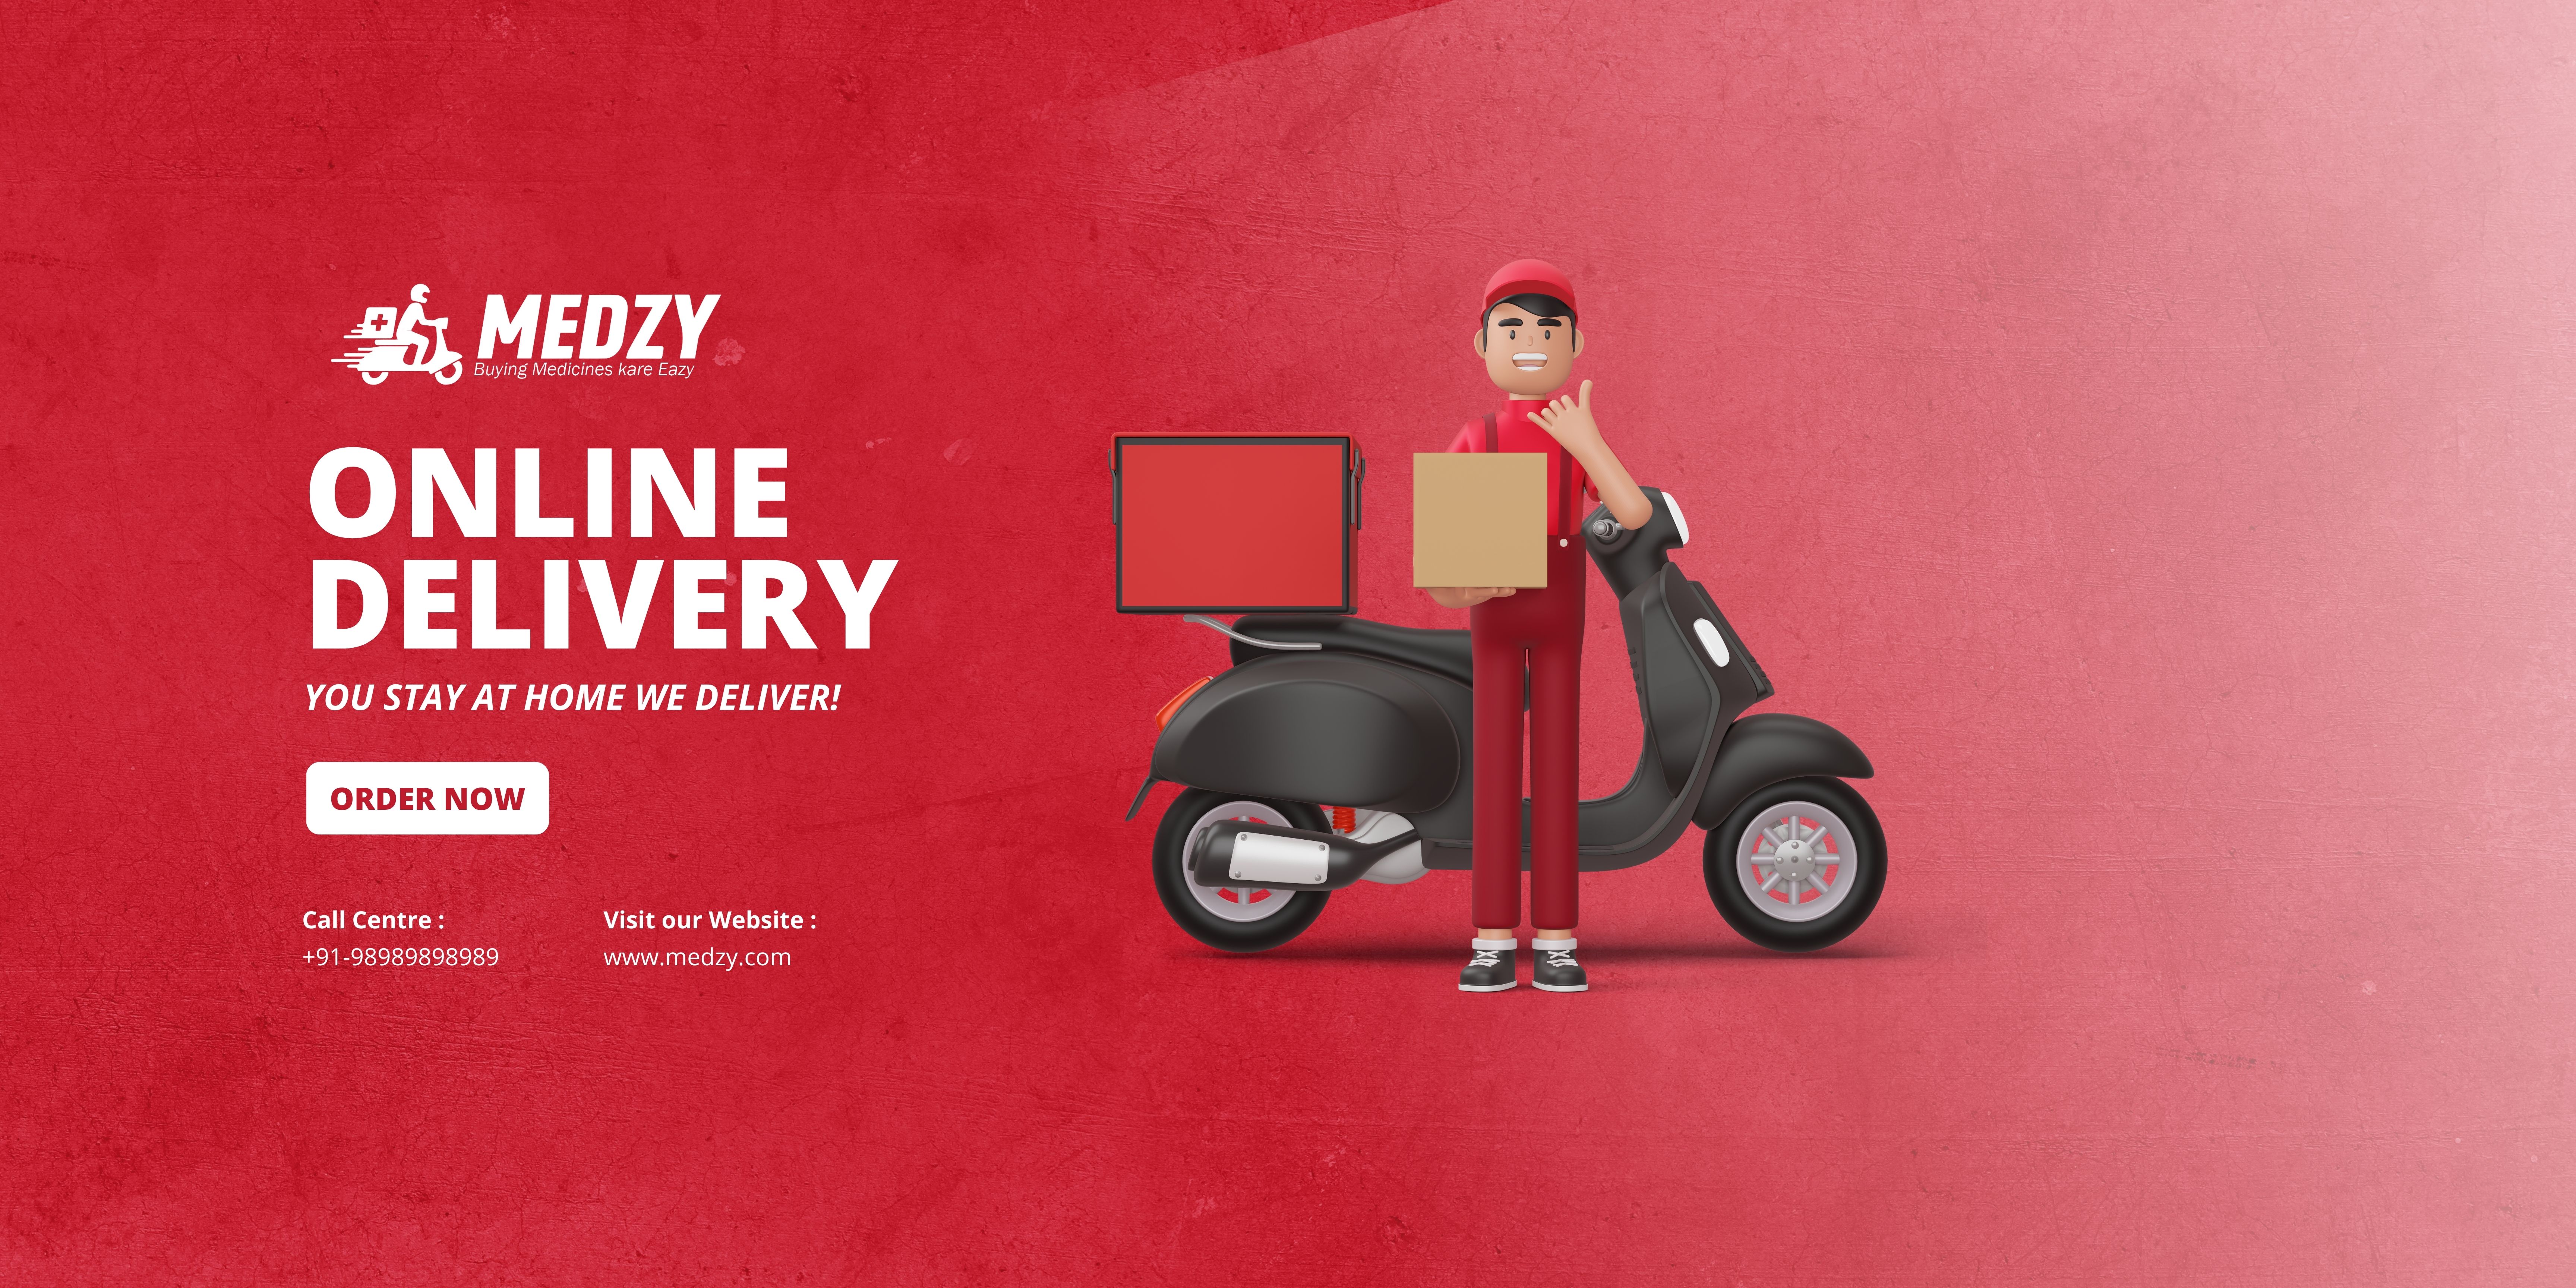 MEDZY
Buying Medicines kare Eazy
ONLINE
DELIVERY
YOU STAY AT HOME WE DELIVER!
ORDER NOW
Call Centre :
+91-98989898989
Visit our Website :
www.medzy.com